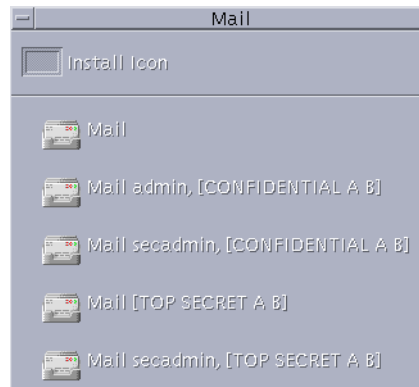 Mail
Install Icon
Mail
Mail admin, [CONFIDENTIAL A B]
Mail secadmin, [CONFIDENTIAL A B]
Mail [TOP SECRET A B]
Mail secadmin, [TOP SECRET A B]